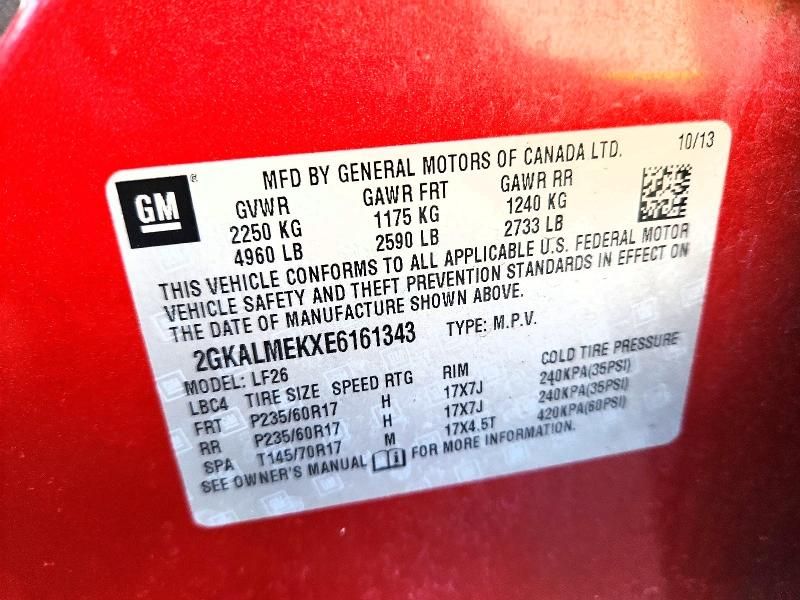 GM ®
MFD BY GENERAL MOTORS OF CANADA LTD. 10/13
GVWR GAWR FRT GAWR RR
2250 KG 1175 KG 1240 KG
4960 LB 2590 LB 2733 LB
THIS VEHICLE CONFORMS TO ALL APPLICABLE U.S. FEDERAL MOTOR
VEHICLE SAFETY AND THEFT PREVENTION STANDARDS IN EFFECT ON
THE DATE OF MANUFACTURE SHOWN ABOVE.
2GKALMEKXE6161343 TYPE: M.P.V.
MODEL: LF26
LBC4 TIRE SIZE SPEED RTG RIM COLD TIRE PRESSURE
FRT P235/60R17 H 17X7J 240KPA(35PSI)
RR P235/60R17 H 17X7J 240KPA(35PSI)
SPA T145/70R17 M 17X4.5T 420KPA(60PSI)
SEE OWNER'S MANUAL FOR MORE INFORMATION.